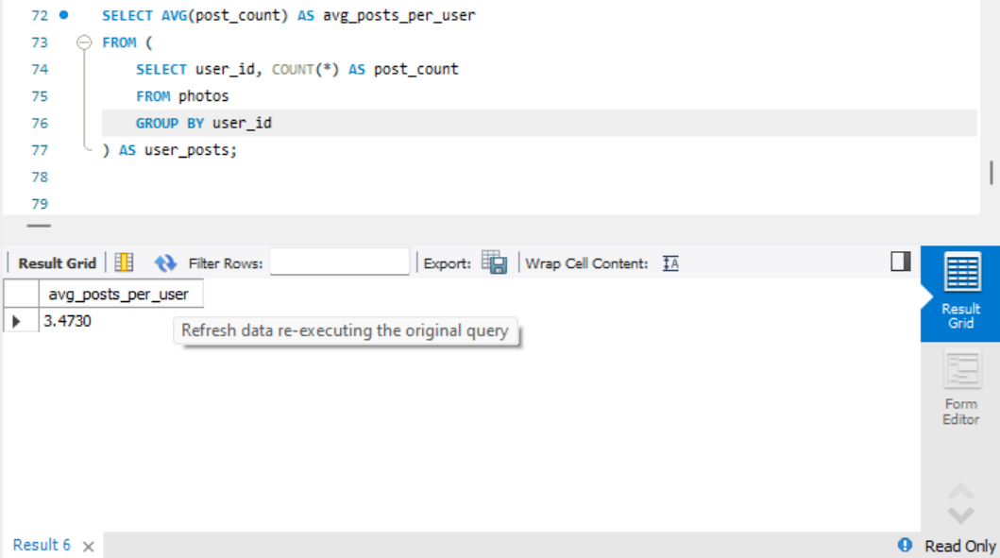 72 SELECT AVG(post_count) AS avg_posts_per_user
73 FROM (
74 SELECT user_id, COUNT(*) AS post_count
75 FROM photos
76 GROUP BY user_id
77 ) AS user_posts;
78
79
Result Grid Filter Rows: Export: Wrap Cell Content: IA
avg_posts_per_user
3.4730
Refresh data re-executing the original query
Result
Grid
Form
Editor
Result 6 × Read Only